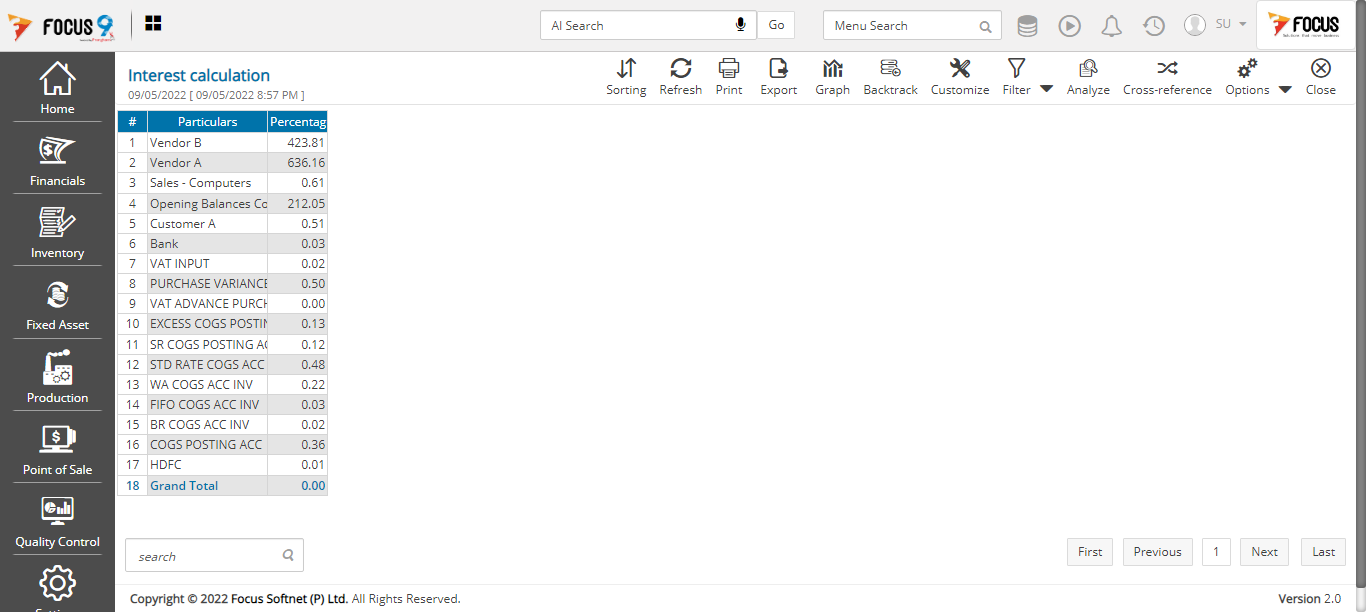 FOCUS 9
AI Search
Go
Menu Search
SU
FOCUS
Home
Financials
Inventory
Fixed Asset
Production
Point of Sale
Quality Control
Interest calculation
09/05/2022 [ 09/05/2022 8:57 PM ]
Sorting Refresh Print Export Graph Backtrack Customize Filter Analyze Cross-reference Options Close
# Particulars Percentag
1 Vendor B 423.81
2 Vendor A 636.16
3 Sales - Computers 0.61
4 Opening Balances Co 212.05
5 Customer A 0.51
6 Bank 0.03
7 VAT INPUT 0.02
8 PURCHASE VARIANCE 0.50
9 VAT ADVANCE PURCH 0.00
10 EXCESS COGS POSTIN 0.13
11 SR COGS POSTING AC 0.12
12 STD RATE COGS ACC 0.48
13 WA COGS ACC INV 0.22
14 FIFO COGS ACC INV 0.03
15 BR COGS ACC INV 0.02
16 COGS POSTING ACC 0.36
17 HDFC 0.01
18 Grand Total 0.00
search
First Previous 1 Next Last
Copyright © 2022 Focus Softnet (P) Ltd. All Rights Reserved.
Version 2.0